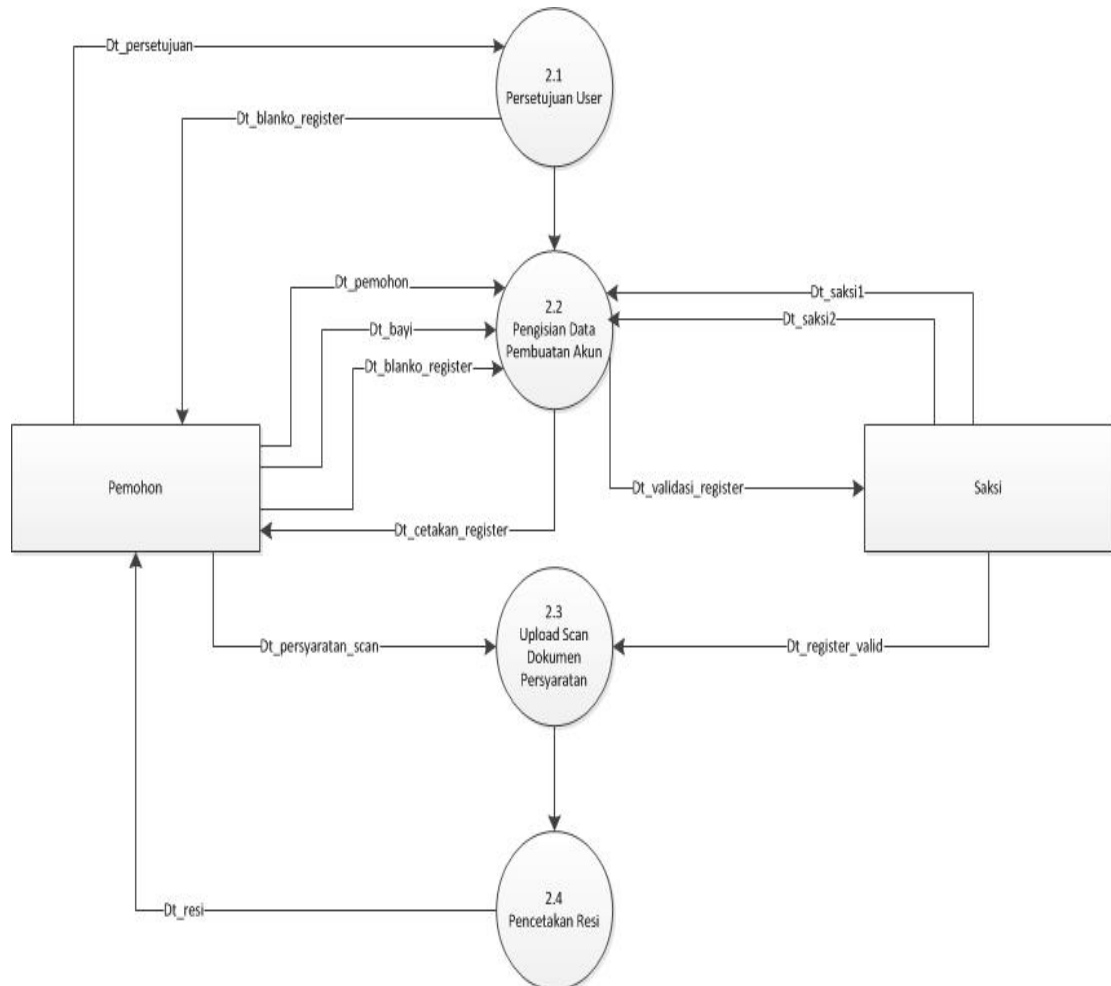 Dt_persetujuan
2.1
Persetujuan User
Dt_blanko_register
Dt_pemohon
2.2
Pengisian Data
Pembuatan Akun
Dt_saksi1
Dt_saksi2
Dt_bayi
Dt_blanko_register
Pemohon
Dt_validasi_register
Saksi
Dt_cetakan_register
2.3
Upload Scan
Dokumen
Persyaratan
Dt_persyaratan_scan
Dt_register_valid
2.4
Pencetakan Resi
Dt_resi